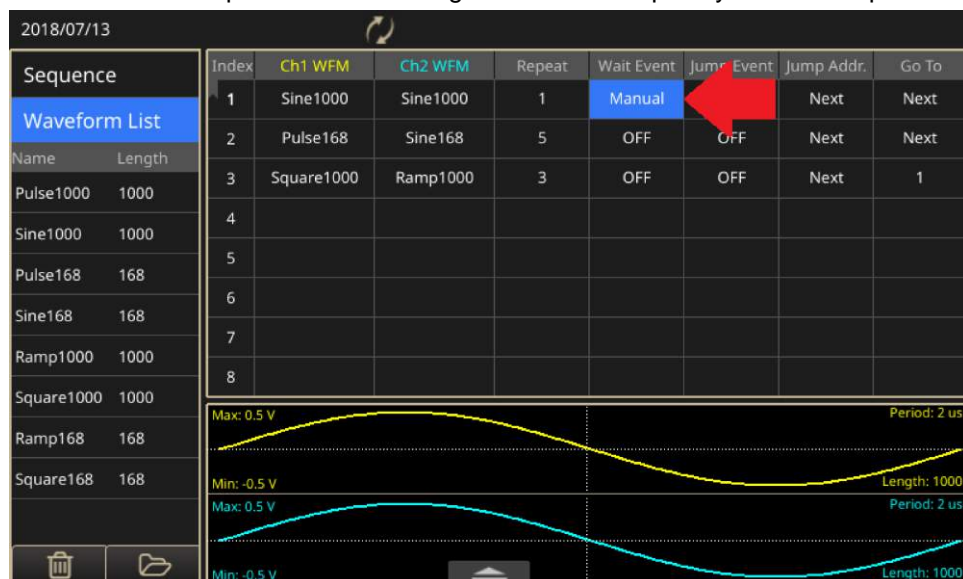 2018/07/13
Sequence
Waveform List
Name Length
Pulse1000 1000
Sine1000 1000
Pulse168 168
Sine168 168
Ramp1000 1000
Square1000 1000
Ramp168 168
Square168 168
Index Ch1 WFM Ch2 WFM Repeat Wait Event Jump Event Jump Addr. Go To
1 Sine1000 Sine1000 1 Manual Next Next
2 Pulse168 Sine168 5 OFF OFF Next Next
3 Square1000 Ramp1000 3 OFF OFF Next 1
4
5
6
7
8
Max: 0.5 V Period: 2 us
Min: -0.5 V Length: 1000
Max: 0.5 V Period: 2 us
Min: -0.5 V Length: 1000